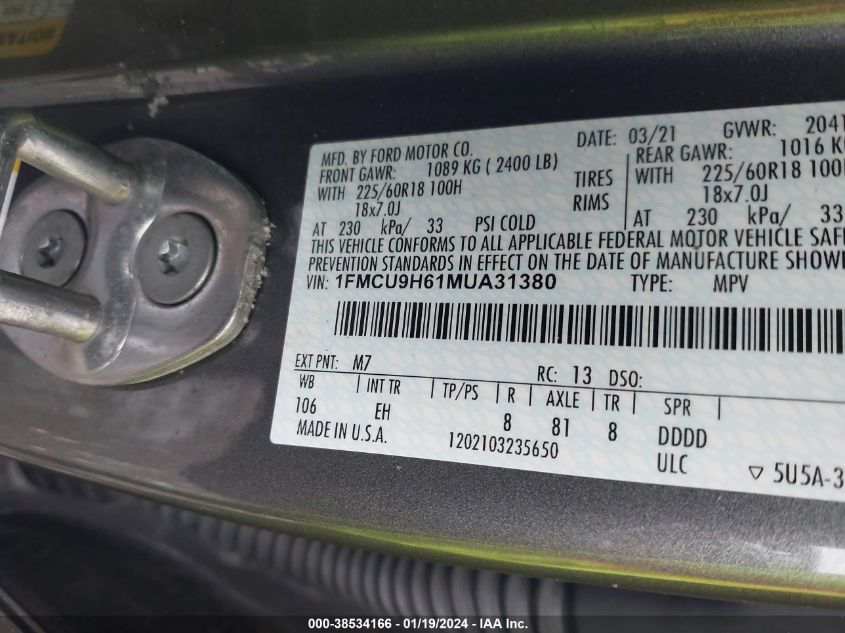 DATE: 03/21 GVWR: 2041
MFD. BY FORD MOTOR CO.
FRONT GAWR: 1089 KG ( 2400 LB) REAR GAWR: 1016 KG
WITH 225/60R18 100H TIRES WITH 225/60R18 100H
18x7.0J RIMS 18x7.0J
AT 230 kPa/ 33 PSI COLD AT 230 kPa/ 33
THIS VEHICLE CONFORMS TO ALL APPLICABLE FEDERAL MOTOR VEHICLE SAFE
PREVENTION STANDARDS IN EFFECT ON THE DATE OF MANUFACTURE SHOWN
VIN: 1FMCU9H61MUA31380 TYPE: MPV
EXT PNT: M7 RC: 13 DSO:
WB INT TR TP/PS R AXLE TR SPR
106 EH 8 81 8 DDDD
MADE IN U.S.A. 1202103235650 ULC
5U5A-3
000-38534166 - 01/19/2024 - IAA Inc.